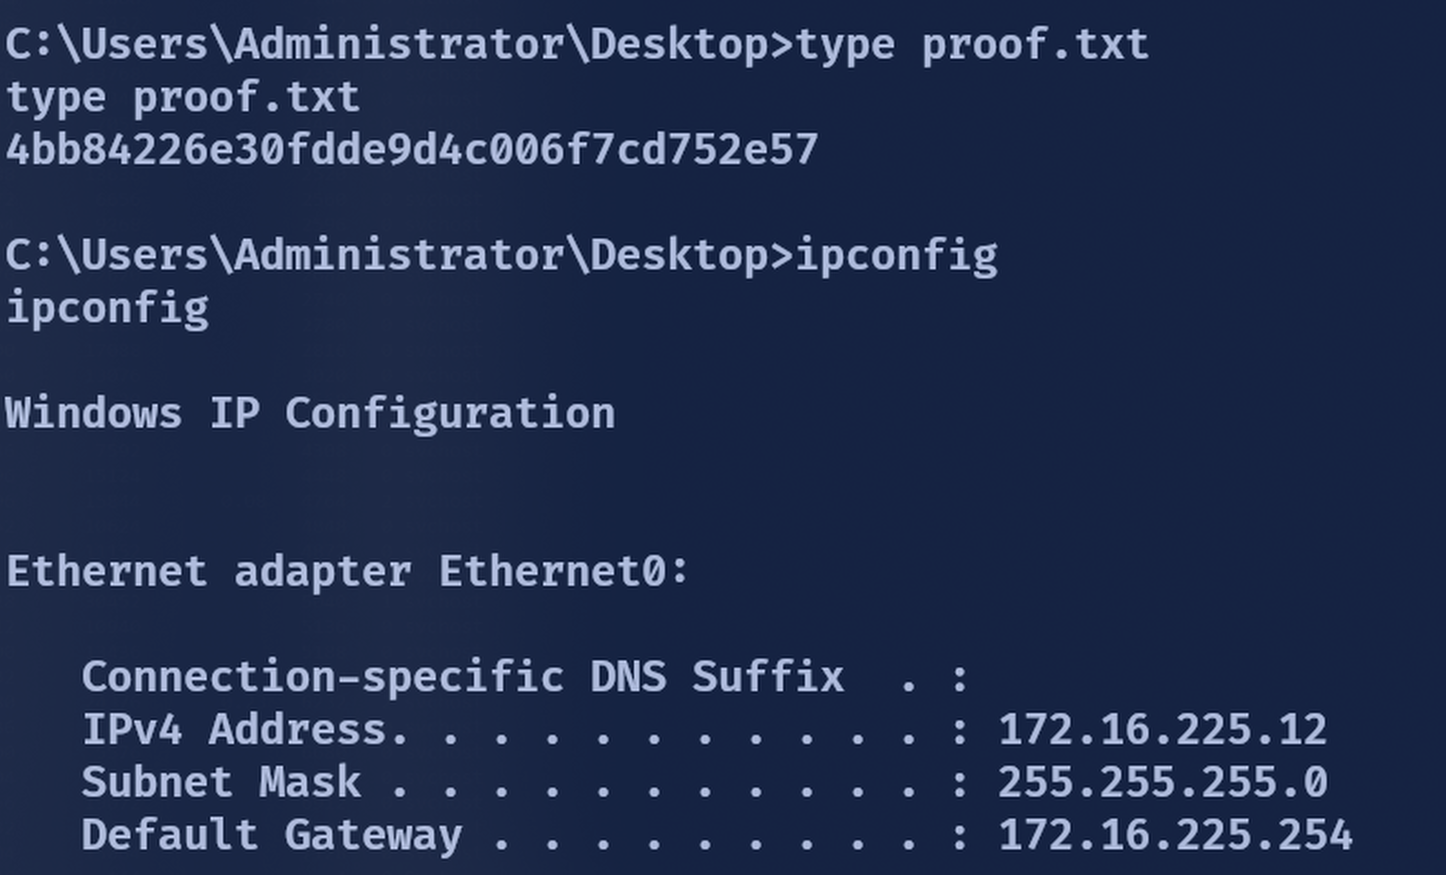 C:\Users\Administrator\Desktop>type proof.txt
type proof.txt
4bb84226e30fdde9d4c006f7cd752e57
C:\Users\Administrator\Desktop>ipconfig
ipconfig
Windows IP Configuration
Ethernet adapter Ethernet0:
   Connection-specific DNS Suffix  . :
   IPv4 Address. . . . . . . . . . . : 172.16.225.12
   Subnet Mask . . . . . . . . . . . : 255.255.255.0
   Default Gateway . . . . . . . . . : 172.16.225.254